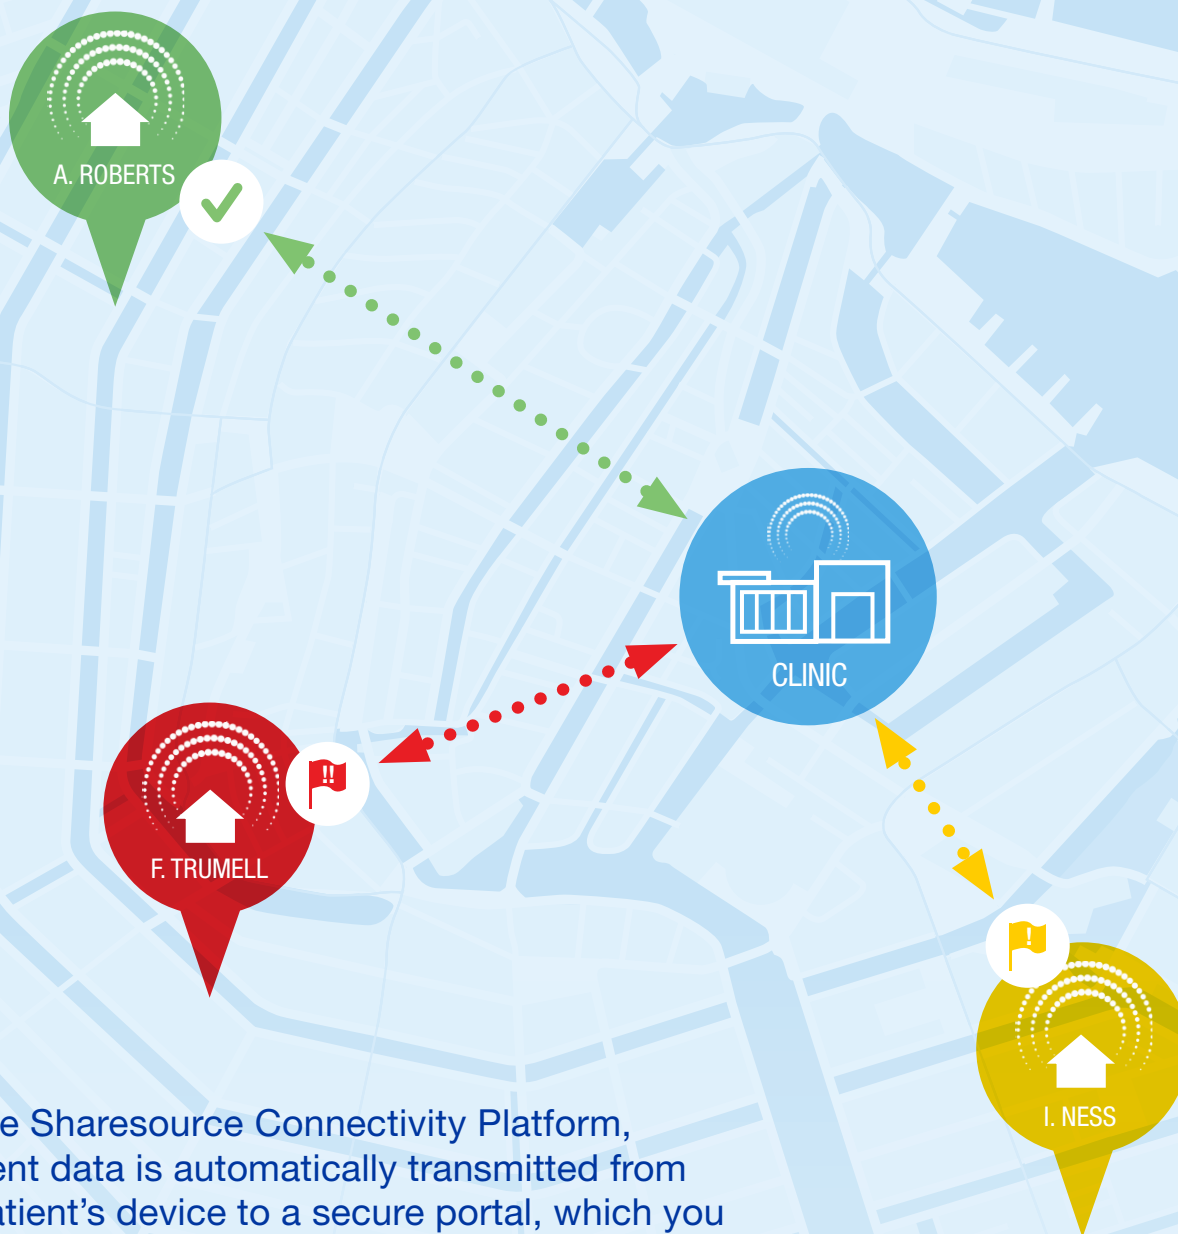 A. ROBERTS
CLINIC
!!
F. TRUMELL
!
I. NESS
e Sharesource Connectivity Platform,
ent data is automatically transmitted from
atient’s device to a secure portal, which you